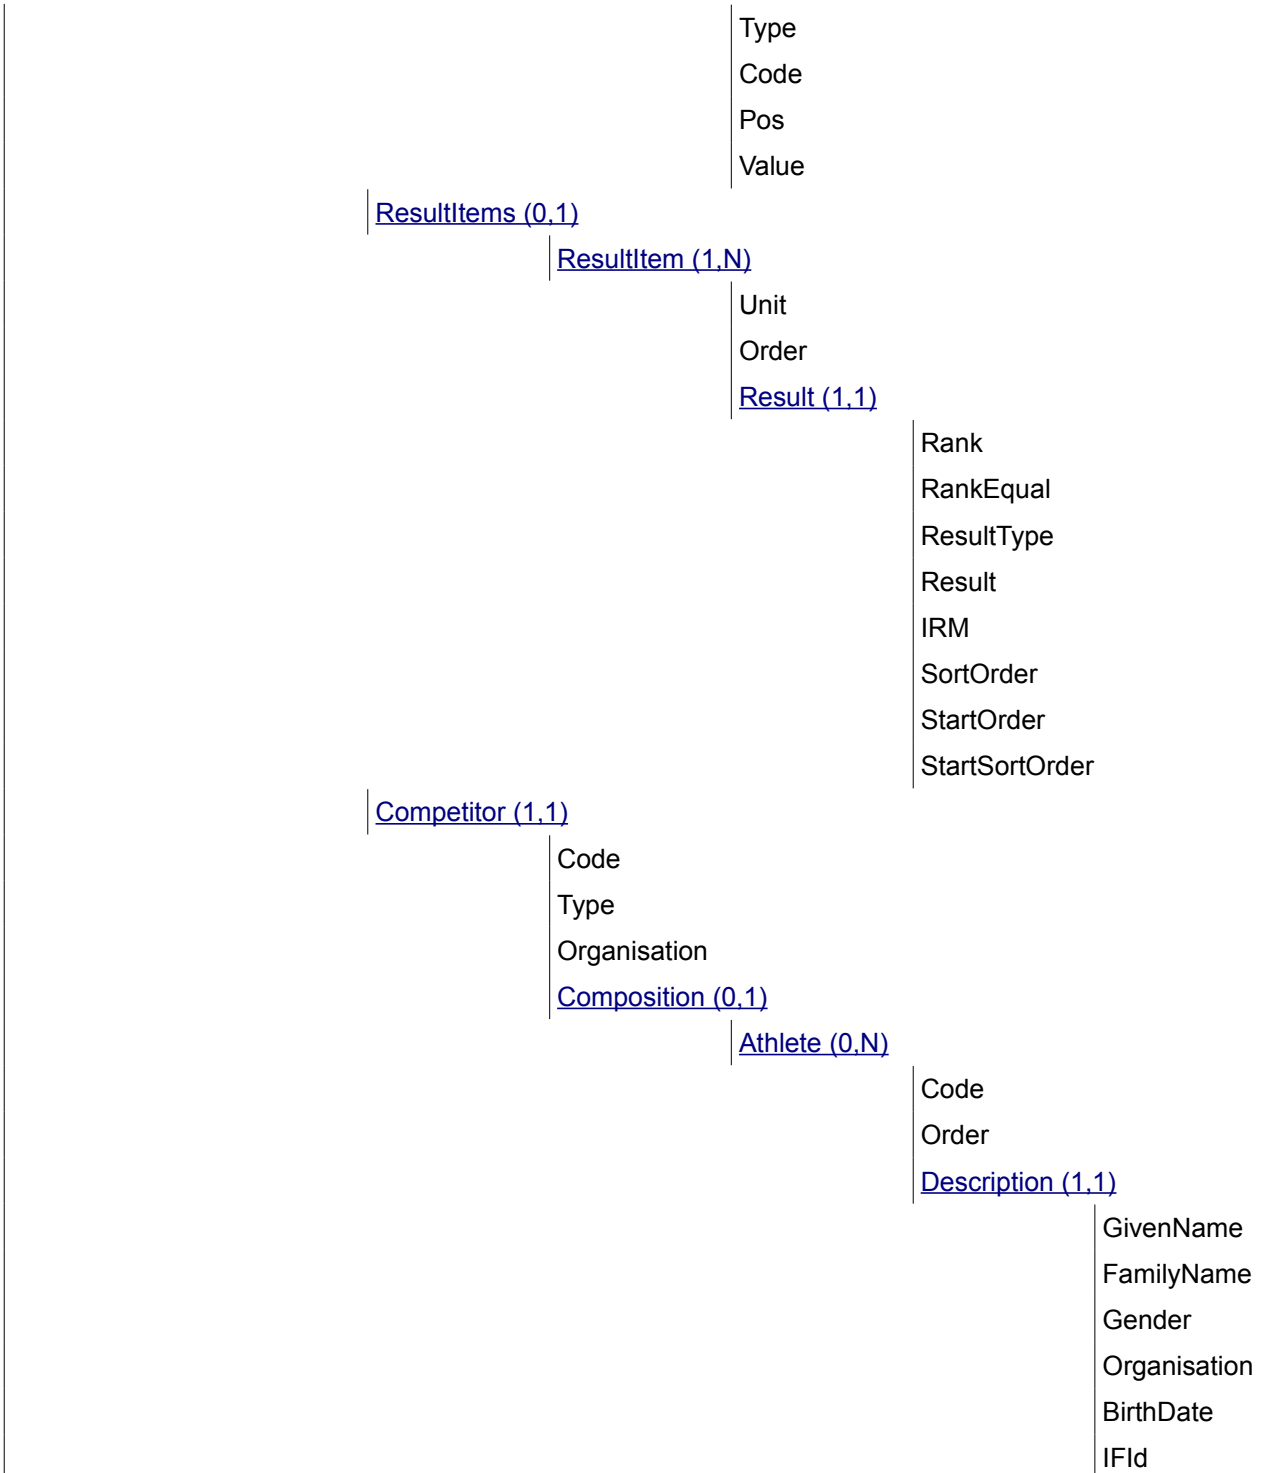 Type
Code
Pos
Value
ResultItems (0,1)
ResultItem (1,N)
Unit
Order
Result (1,1)
Rank
RankEqual
ResultType
Result
IRM
SortOrder
StartOrder
StartSortOrder
Competitor (1,1)
Code
Type
Organisation
Composition (0,1)
Athlete (0,N)
Code
Order
Description (1,1)
GivenName
FamilyName
Gender
Organisation
BirthDate
IFId